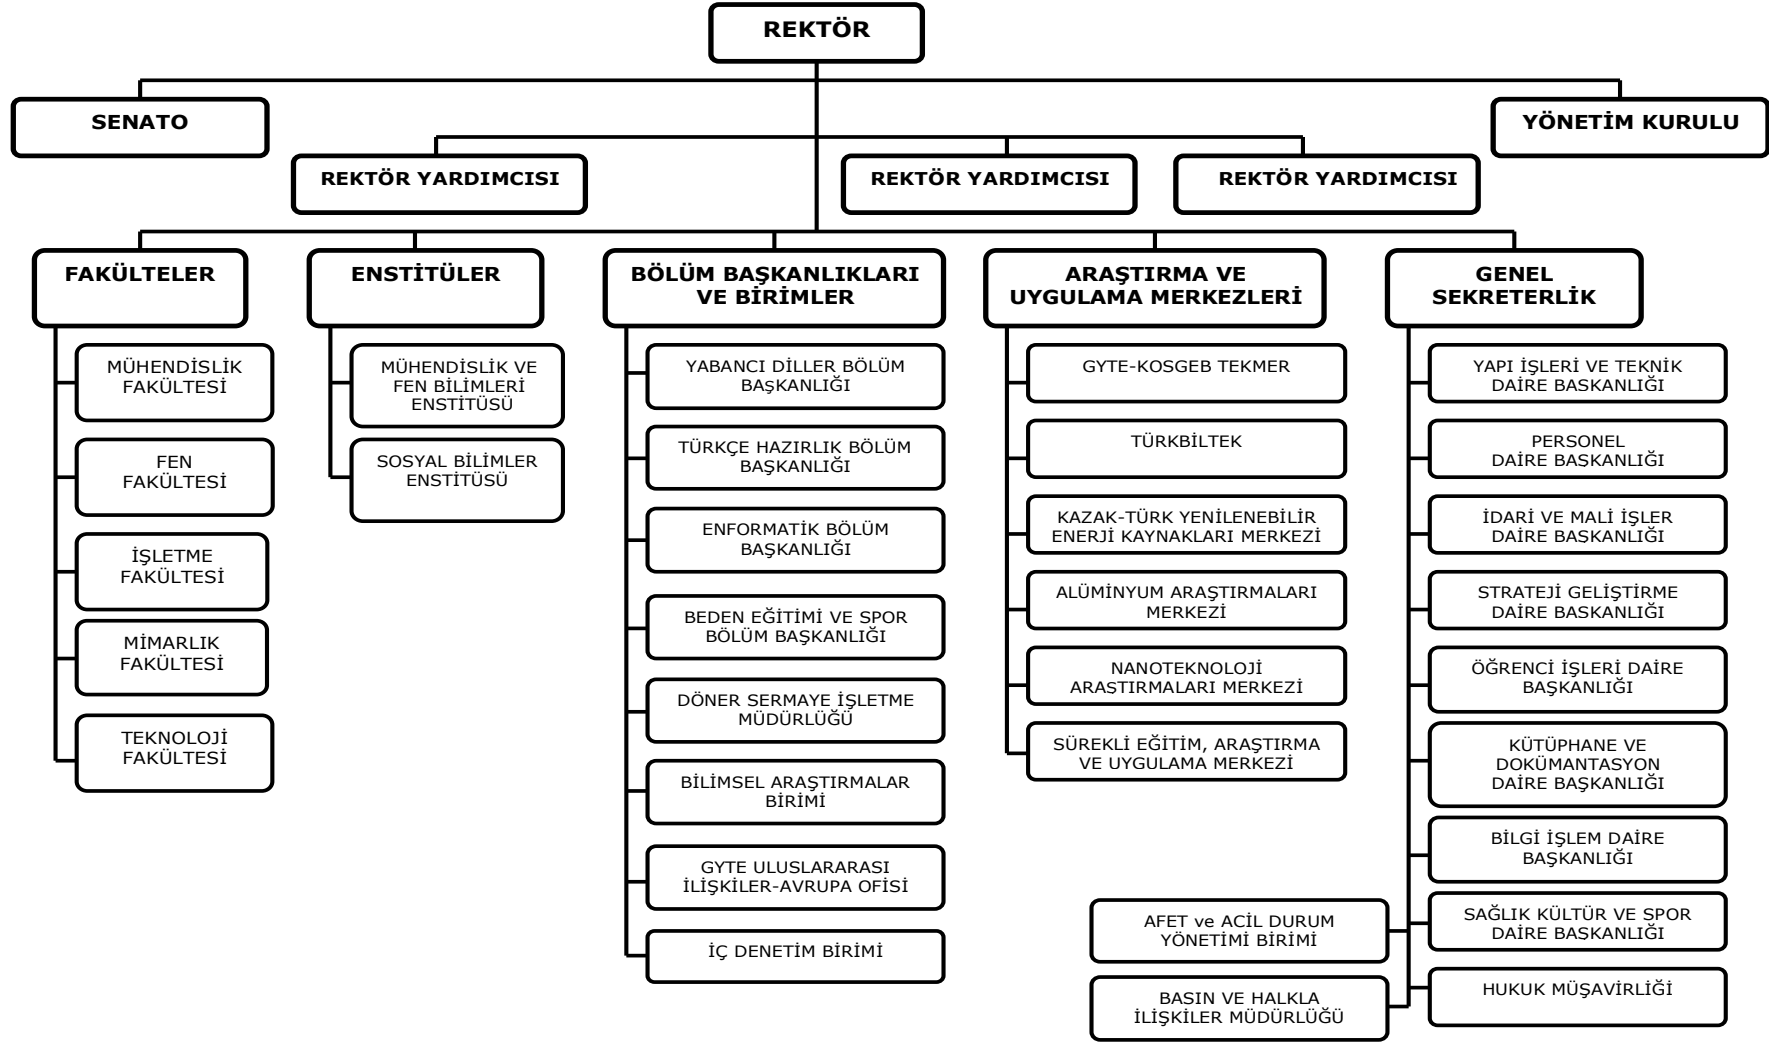 REKTÖR
SENATO
YÖNETİM KURULU
REKTÖR YARDIMCISI
REKTÖR YARDIMCISI
REKTÖR YARDIMCISI
FAKÜLTELER
MÜHENDİSLİK
FAKÜLTESİ
FEN
FAKÜLTESİ
İŞLETME
FAKÜLTESİ
MİMARLIK
FAKÜLTESİ
TEKNOLOJİ
FAKÜLTESİ
ENSTİTÜLER
MÜHENDİSLİK VE
FEN BİLİMLERİ
ENSTİTÜSÜ
SOSYAL BİLİMLER
ENSTİTÜSÜ
BÖLÜM BAŞKANLIKLARI
VE BİRİMLER
YABANCI DİLLER BÖLÜM
BAŞKANLIĞI
TÜRKÇE HAZIRLIK BÖLÜM
BAŞKANLIĞI
ENFORMATİK BÖLÜM
BAŞKANLIĞI
BEDEN EĞİTİMİ VE SPOR
BÖLÜM BAŞKANLIĞI
DÖNER SERMAYE İŞLETME
MÜDÜRLÜĞÜ
BİLİMSEL ARAŞTIRMALAR
BİRİMİ
GYTE ULUSLARARASI
İLİŞKİLER-AVRUPA OFİSİ
İÇ DENETİM BİRİMİ
ARAŞTIRMA VE
UYGULAMA MERKEZLERİ
GYTE-KOSGEB TEKMER
TÜRKBİLTEK
KAZAK-TÜRK YENİLENEBİLİR
ENERJİ KAYNAKLARI MERKEZİ
ALÜMİNYUM ARAŞTIRMALARI
MERKEZİ
NANOTEKNOLOJİ
ARASTIRMALARI MERKEZİ
SÜREKLİ EĞİTİM, ARAŞTIRMA
VE UYGULAMA MERKEZİ
GENEL
SEKRETERLİK
YAPI İŞLERİ VE TEKNİK
DAİRE BASKANLIĞI
PERSONEL
DAİRE BAŞKANLIĞI
İDARİ VE MALİ İŞLER
DAİRE BAŞKANLIĞI
STRATEJİ GELİŞTİRME
DAİRE BASKANLIĞI
ÖĞRENCİ İŞLERİ DAİRE
BAŞKANLIĞI
KÜTÜPHANE VE
DOKÜMANTASYON
DAİRE BAŞKANLIĞI
BİLGİ İŞLEM DAİRE
BAŞKANLIĞI
SAĞLIK KÜLTÜR VE SPOR
DAİRE BAŞKANLIĞI
HUKUK MÜŞAVİRLİĞİ
AFET ve ACİL DURUM
YÖNETİMİ BİRİMİ
BASIN VE HALKLA
İLİŞKİLER MÜDÜRLÜĞÜ